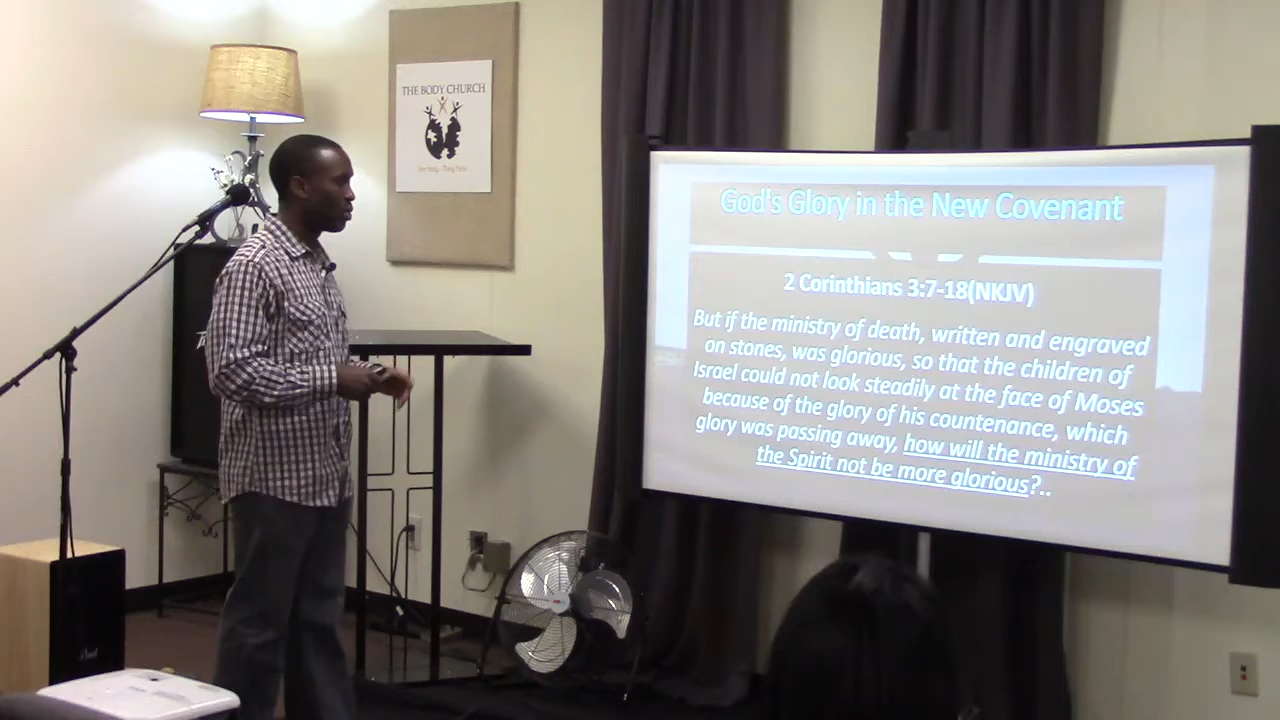 THE BODY CHURCH
God's Glory in the New Covenant
2 Corinthians 3:7-18(NKJV)
But if the ministry of death, written and engraved
on stones, was glorious, so that the children of
Israel could not look steadily at the face of Moses
because of the glory of his countenance, which
glory was passing away, how will the ministry of
the Spirit not be more glorious?..